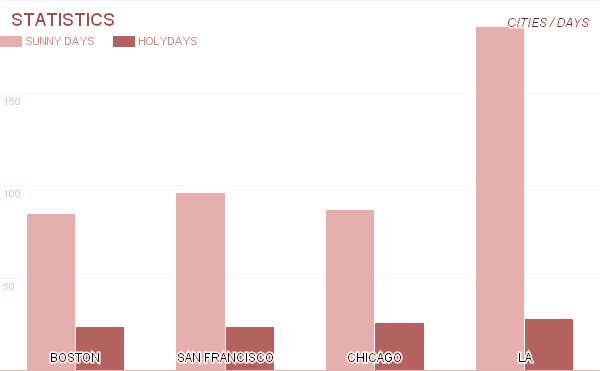 STATISTICS
CITIES / DAYS
SUNNY DAYS
HOLYDAYS
150
100
50
BOSTON
SAN FRANCISCO
CHICAGO
LA